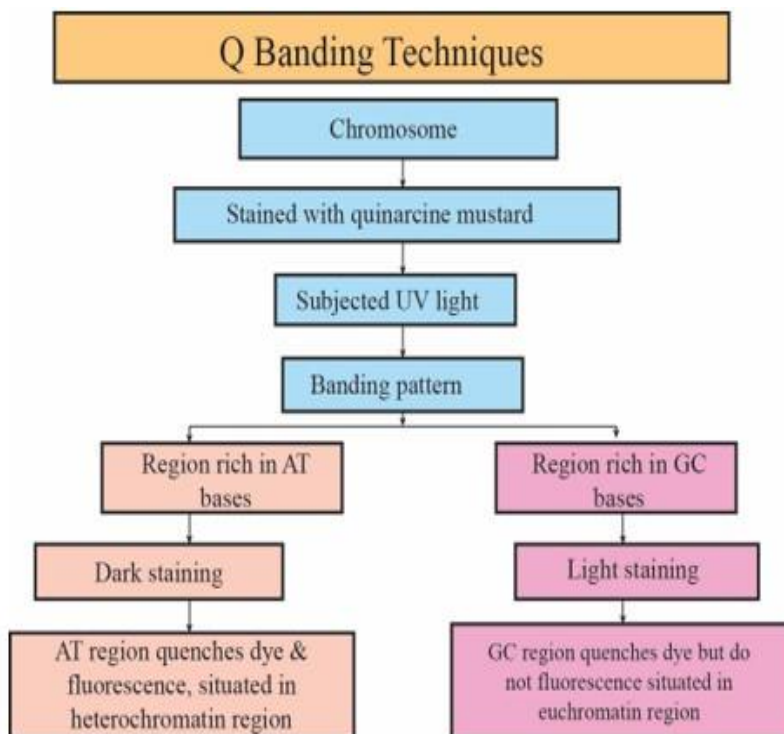 Q Banding Techniques
Chromosome
Stained with quinarcine mustard
Subjected UV light
Banding pattern
Region rich in AT
bases
Region rich in GC
bases
Dark staining
Light staining
AT region quenches dye &
fluorescence, situated in
heterochromatin region
GC region quenches dye but do
not fluorescence situated in
euchromatin region